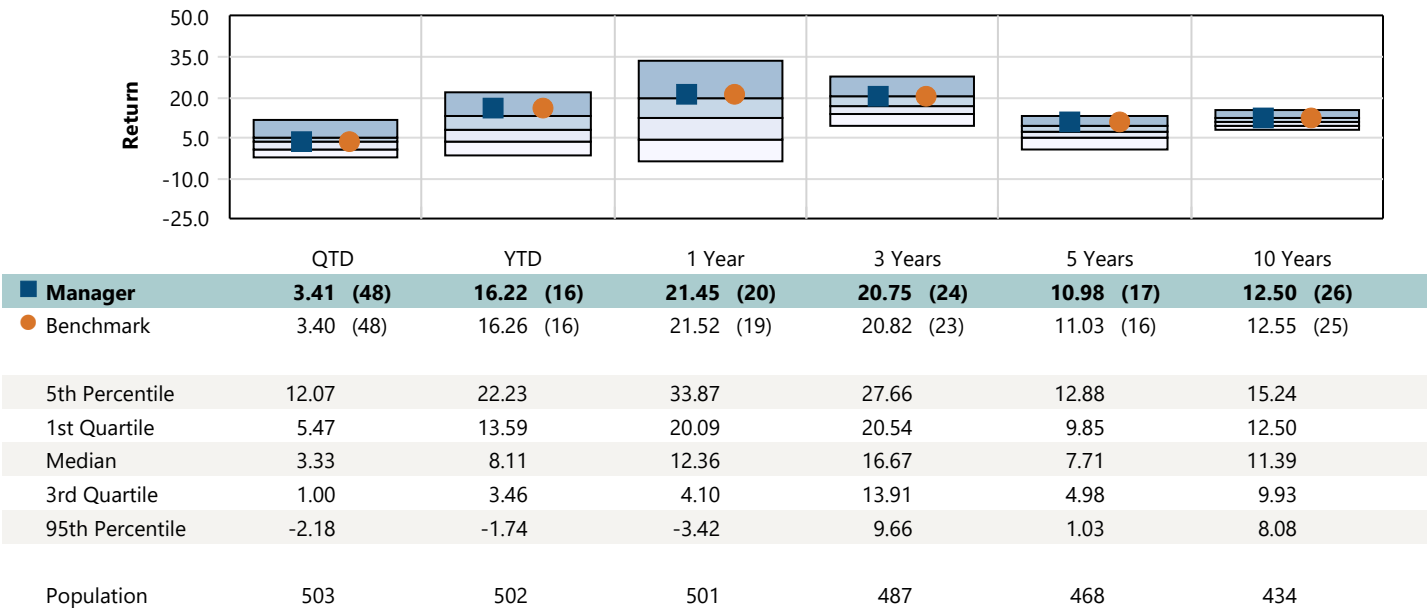 50.0
35.0
20.0
5.0
-10.0
-25.0
Return
QTD YTD 1 Year 3 Years 5 Years 10 Years
Manager 3.41 (48) 16.22 (16) 21.45 (20) 20.75 (24) 10.98 (17) 12.50 (26)
Benchmark 3.40 (48) 16.26 (16) 21.52 (19) 20.82 (23) 11.03 (16) 12.55 (25)
5th Percentile 12.07 22.23 33.87 27.66 12.88 15.24
1st Quartile 5.47 13.59 20.09 20.54 9.85 12.50
Median 3.33 8.11 12.36 16.67 7.71 11.39
3rd Quartile 1.00 3.46 4.10 13.91 4.98 9.93
95th Percentile -2.18 -1.74 -3.42 9.66 1.03 8.08
Population 503 502 501 487 468 434